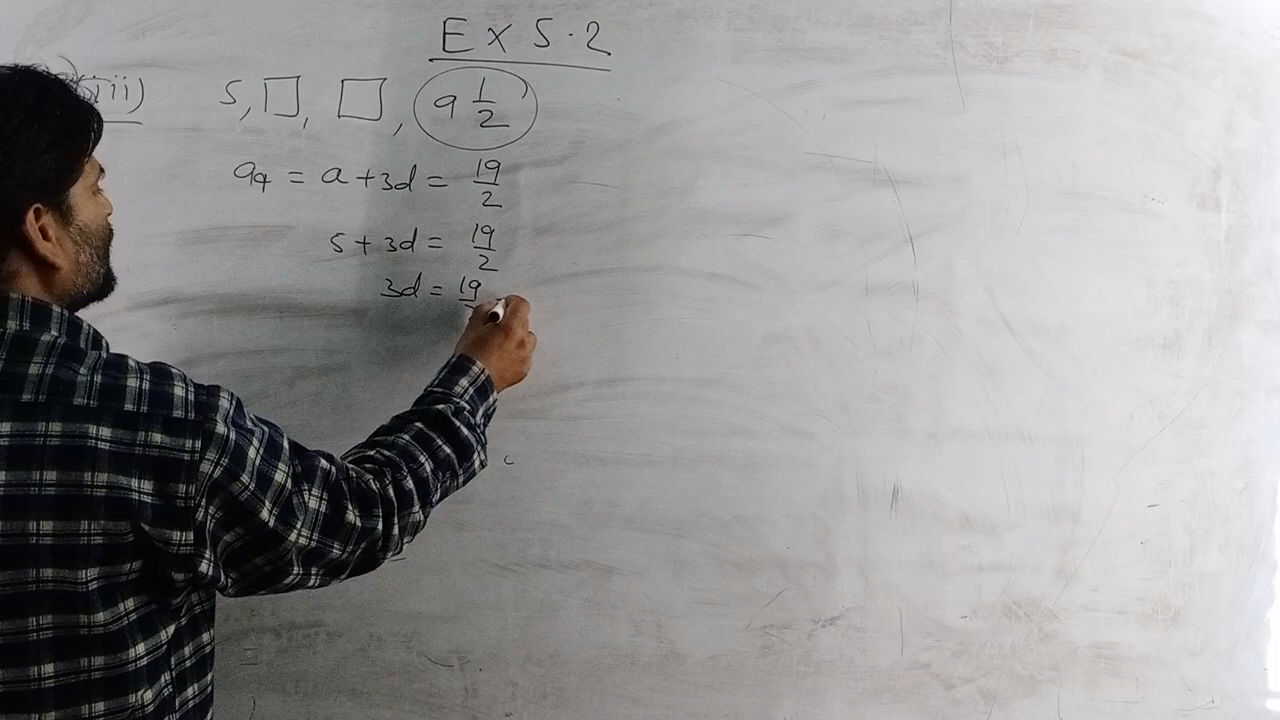 Ex 5.2
iii) 5, □, □, 9 1/2
a4 = a + 3d = 19/2
5 + 3d = 19/2
3d = 19/